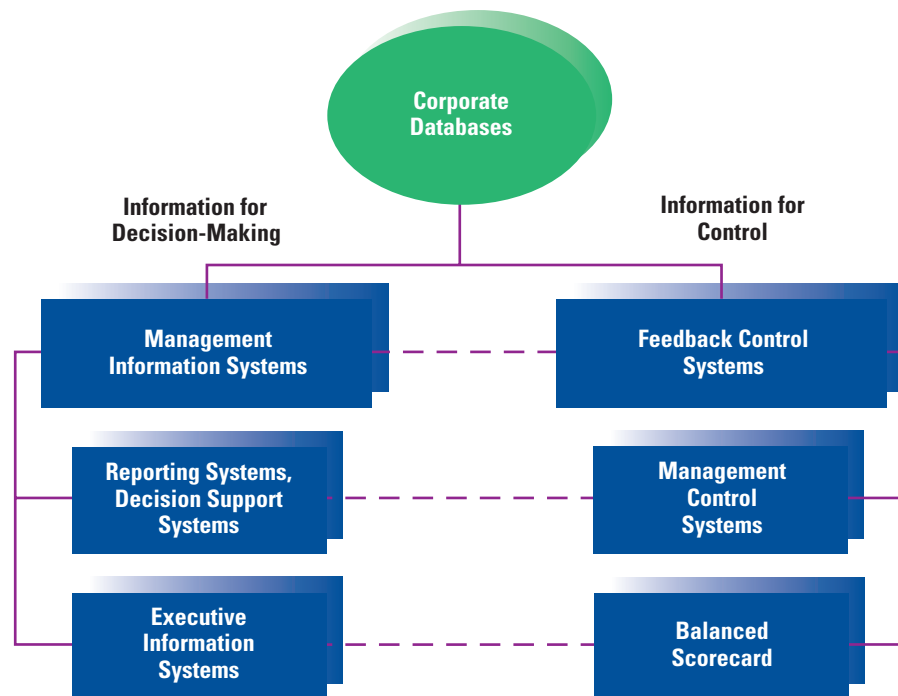 Corporate
Databases
Information for
Decision-Making
Information for
Control
Management
Information Systems
Feedback Control
Systems
Reporting Systems,
Decision Support
Systems
Management
Control
Systems
Executive
Information
Systems
Balanced
Scorecard